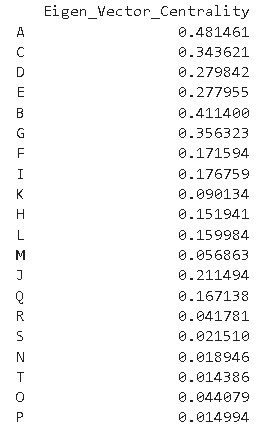 Eigen_Vector_Centrality
A 0.481461
C 0.343621
D 0.279842
E 0.277955
B 0.411400
G 0.356323
F 0.171594
I 0.176759
K 0.090134
H 0.151941
L 0.159984
M 0.056863
J 0.211494
Q 0.167138
R 0.041781
S 0.021510
N 0.018946
T 0.014386
O 0.044079
P 0.014994